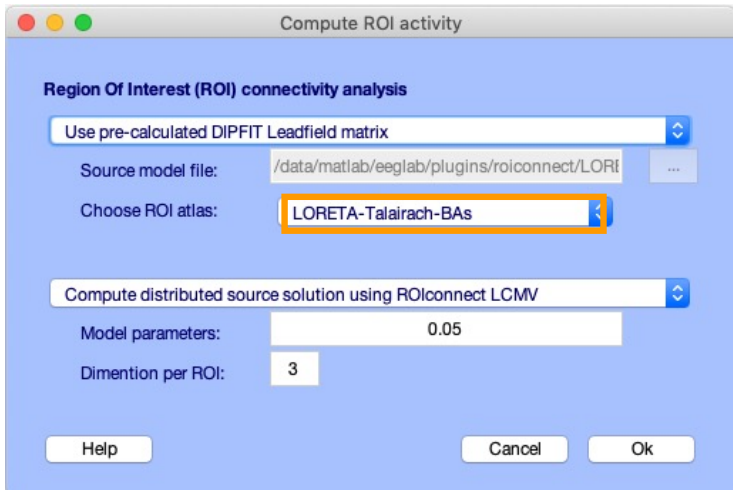 Compute ROI activity
Region Of Interest (ROI) connectivity analysis
Use pre-calculated DIPFIT Leadfield matrix
Source model file: /data/matlab/eeglab/plugins/roiconnect/LORE ...
Choose ROI atlas: LORETA-Talairach-BAs
Compute distributed source solution using ROIconnect LCMV
Model parameters: 0.05
Dimention per ROI: 3
Help Cancel Ok